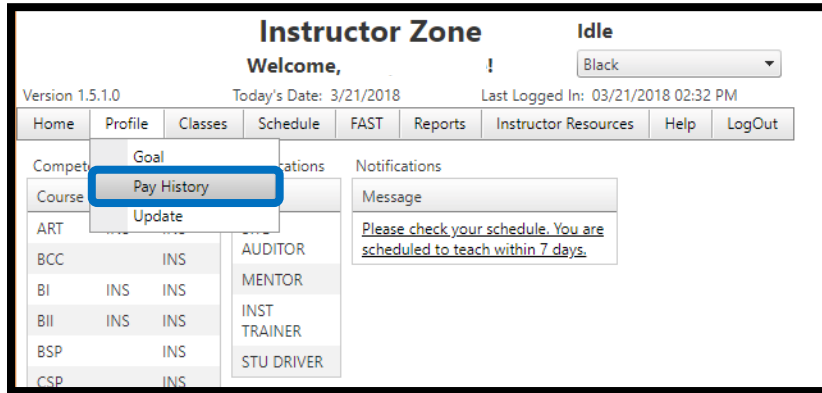 Instructor Zone Idle
Welcome, ! Black
Version 1.5.1.0 Today's Date: 3/21/2018 Last Logged In: 03/21/2018 02:32 PM
Home Profile Classes Schedule FAST Reports Instructor Resources Help LogOut
Goal
Pay History
Update
Notifications
Course
Message
ART INS
BCC INS
BI INS INS
BII INS INS
BSP INS
CSP INS
AUDITOR
MENTOR
INST
TRAINER
STU DRIVER
Please check your schedule. You are
scheduled to teach within 7 days.